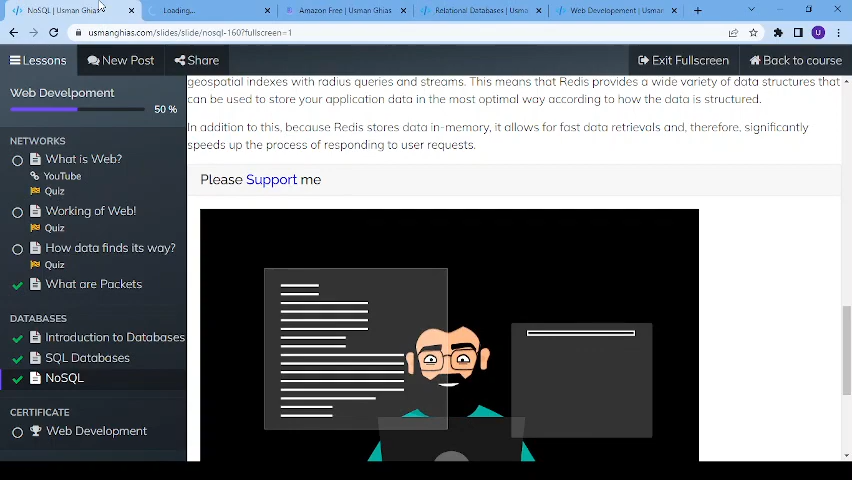 NoSQL | Usman Ghias
Loading...
Amazon Free | Usman Ghias
Relational Databases | Usma
Web Developement | Usman
usmanghias.com/slides/slide/nosql-160?fullscreen=1
U
Lessons
New Post
Share
Exit Fullscreen
Back to course
Web Develpoment
50 %
NETWORKS
What is Web?
YouTube
Quiz
Working of Web!
Quiz
How data finds its way?
Quiz
What are Packets
DATABASES
Introduction to Databases
SQL Databases
NoSQL
CERTIFICATE
Web Development
geospatial indexes with radius queries and streams. This means that Redis provides a wide variety of data structures that
can be used to store your application data in the most optimal way according to how the data is structured.
In addition to this, because Redis stores data in-memory, it allows for fast data retrievals and, therefore, significantly
speeds up the process of responding to user requests.
Please Support me